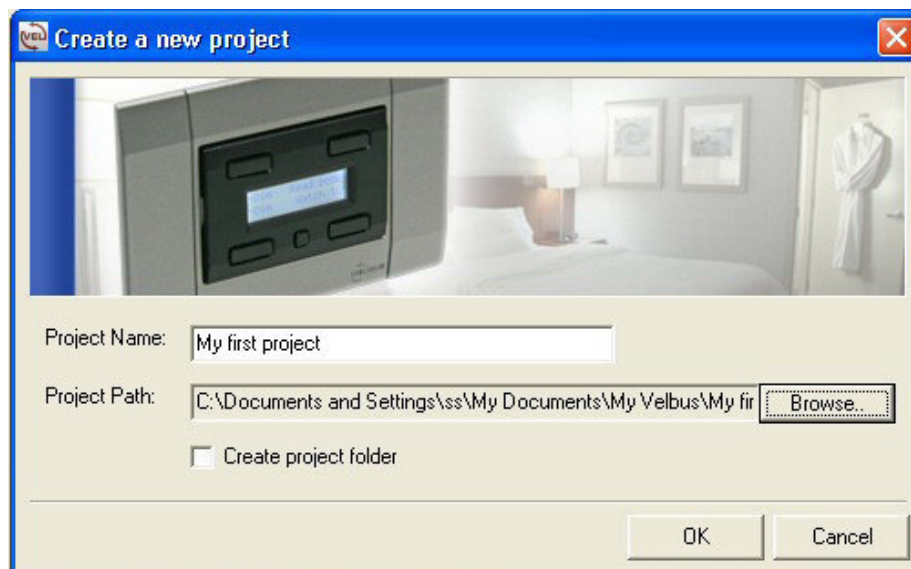 VEL
Create a new project
Project Name:
My first project
Project Path:
C:\Documents and Settings\ss\My Documents\My Velbus\My fir
Browse..
Create project folder
OK
Cancel